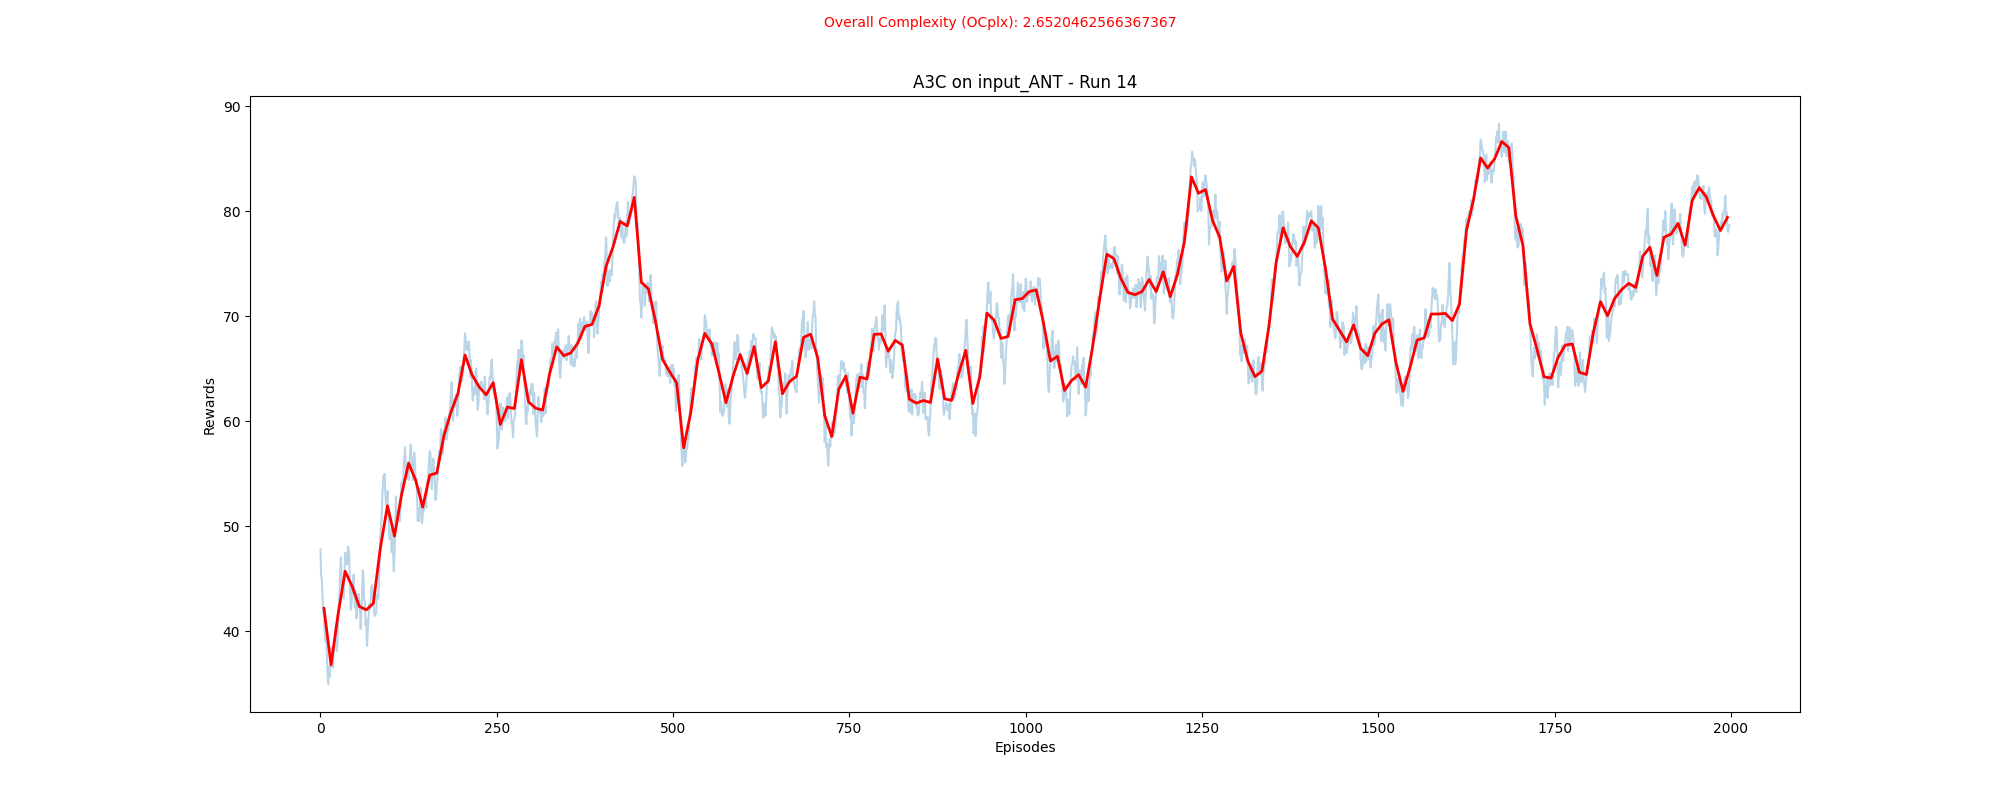 Overall Complexity (OCplx): 2.6520462566367367
A3C on input_ANT - Run 14
90
80
70
60
50
40
Rewards
0 250 500 750 1000 1250 1500 1750 2000
Episodes